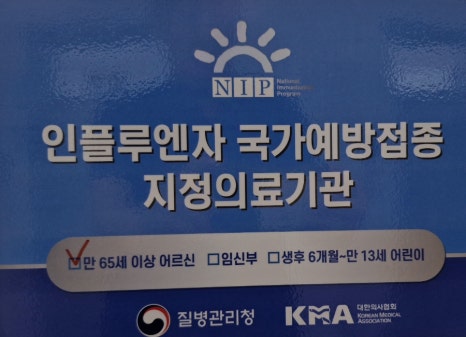 NIP National Immunization Program
인플루엔자 국가예방접종
지정의료기관
☑만 65세 이상 어르신 □임신부 □생후 6개월~만 13세 어린이
질병관리청 KMA 대한의사협회
KOREAN MEDICAL
ASSOCIATION